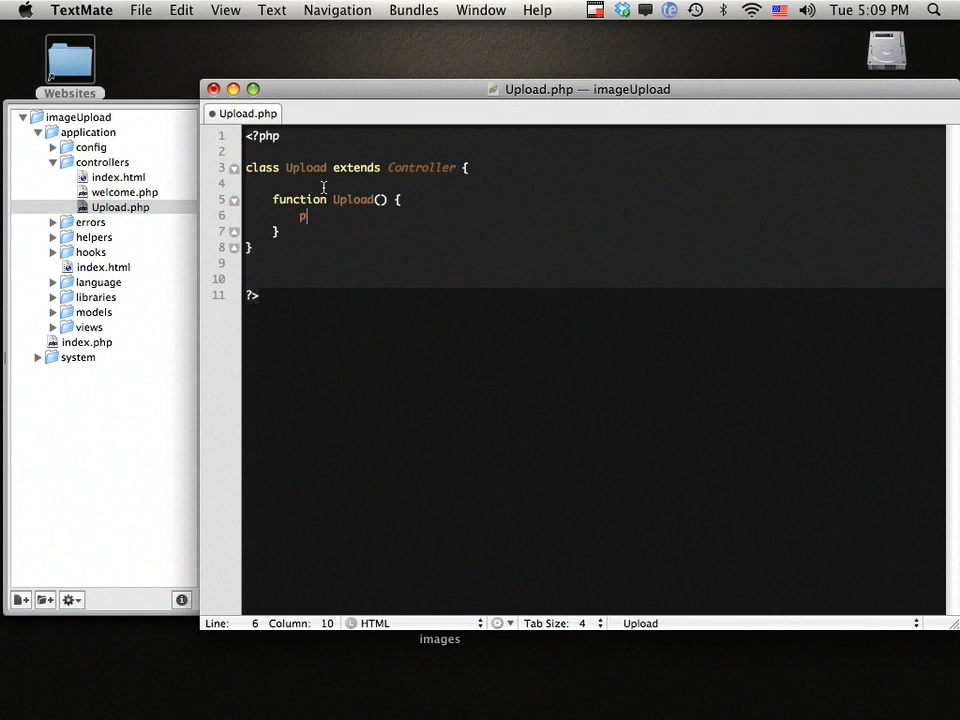 TextMate File Edit View Text Navigation Bundles Window Help Tue 5:09 PM
Websites
Upload.php — imageUpload
Upload.php
imageUpload
application
config
controllers
index.html
welcome.php
Upload.php
errors
helpers
hooks
index.html
language
libraries
models
views
index.php
system
1 <?php
2
3 class Upload extends Controller {
4
5 function Upload() {
6 p
7 }
8 }
9
10
11 ?>
Line: 6 Column: 10 L HTML Tab Size: 4 Upload
images